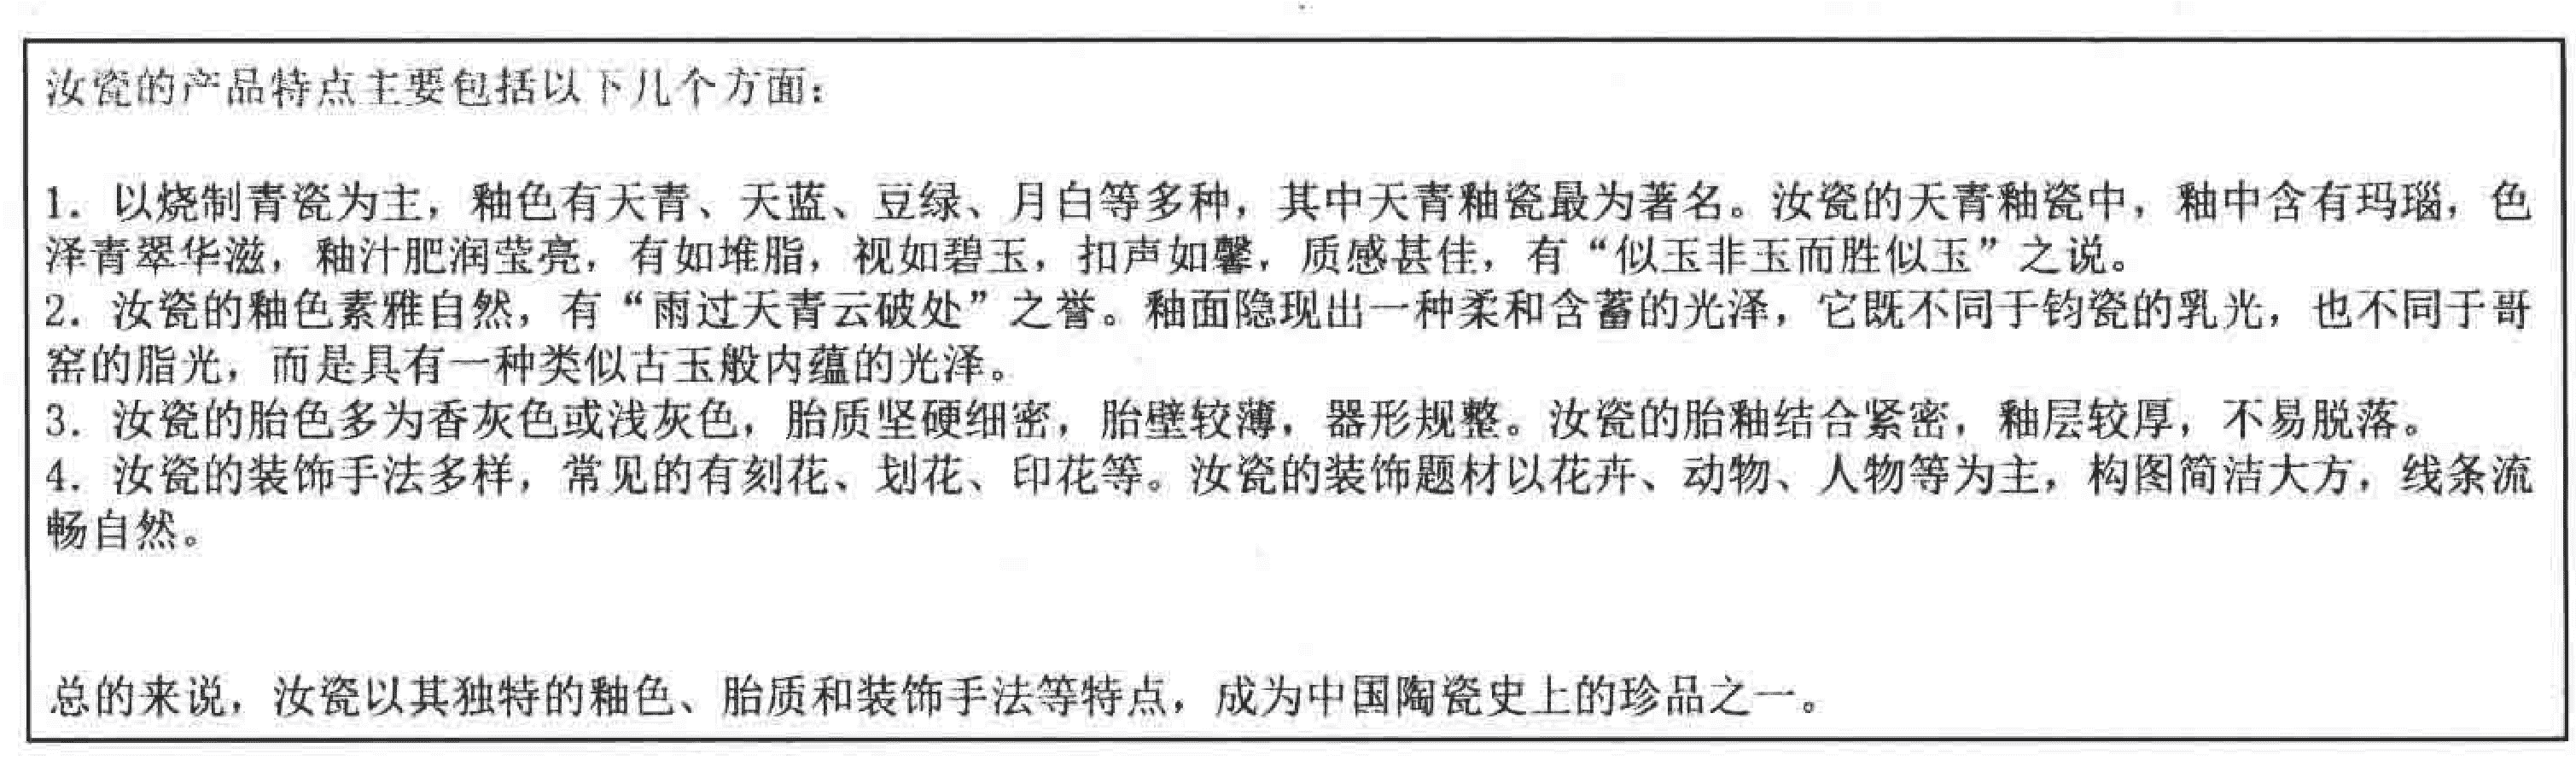 汝瓷的产品特点主要包括以下几个方面：
1. 以烧制青瓷为主，釉色有天青、天蓝、豆绿、月白等多种，其中天青釉瓷最为著名。汝瓷的天青釉瓷中，釉中含有玛瑙，色
泽青翠华滋，釉汁肥润莹亮，有如堆脂，视如碧玉，扣声如馨，质感甚佳，有“似玉非玉而胜似玉”之说。
2. 汝瓷的釉色素雅自然，有“雨过天青云破处”之誉。釉面隐现出一种柔和含蓄的光泽，它既不同于钧瓷的乳光，也不同于哥
窑的脂光，而是具有一种类似古玉般内蕴的光泽。
3. 汝瓷的胎色多为香灰色或浅灰色，胎质坚硬细密，胎壁较薄，器形规整。汝瓷的胎釉结合紧密，釉层较厚，不易脱落。
4. 汝瓷的装饰手法多样，常见的有刻花、划花、印花等。汝瓷的装饰题材以花卉、动物、人物等为主，构图简洁大方，线条流
畅自然。
总的来说，汝瓷以其独特的釉色、胎质和装饰手法等特点，成为中国陶瓷史上的珍品之一。